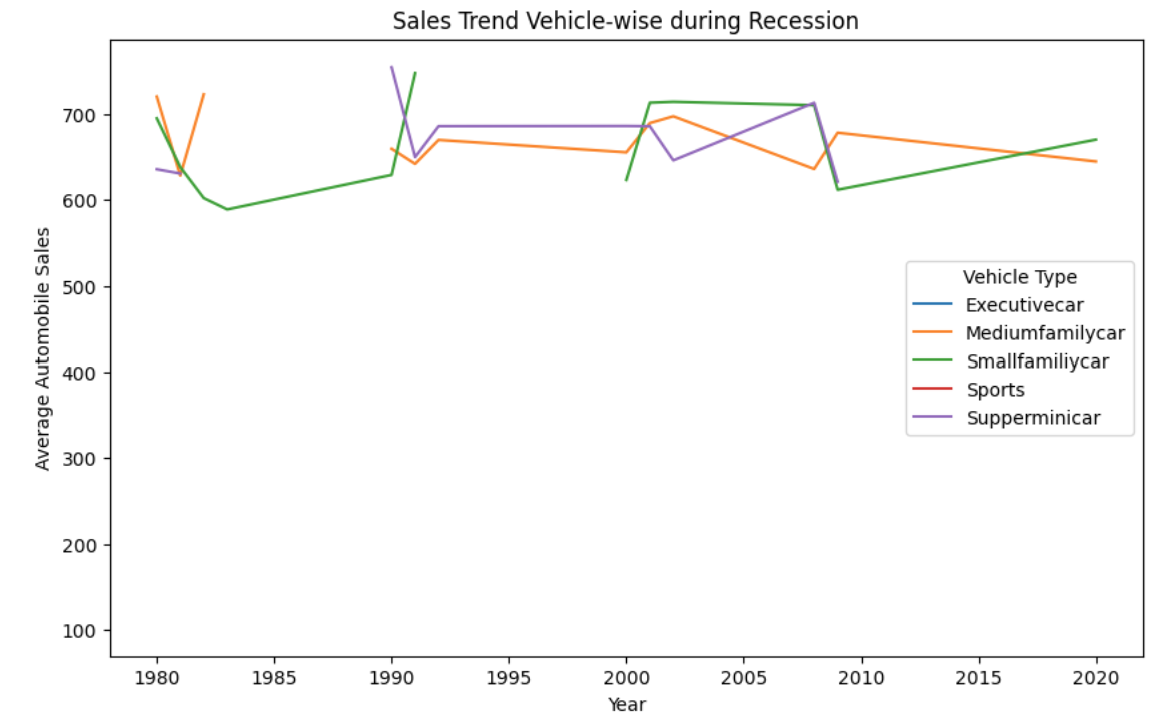 Sales Trend Vehicle-wise during Recession
700
600
500
400
300
200
100
Average Automobile Sales
Vehicle Type
Executivecar
Mediumfamilycar
Smallfamiliycar
Sports
Supperminicar
1980 1985 1990 1995 2000 2005 2010 2015 2020
Year